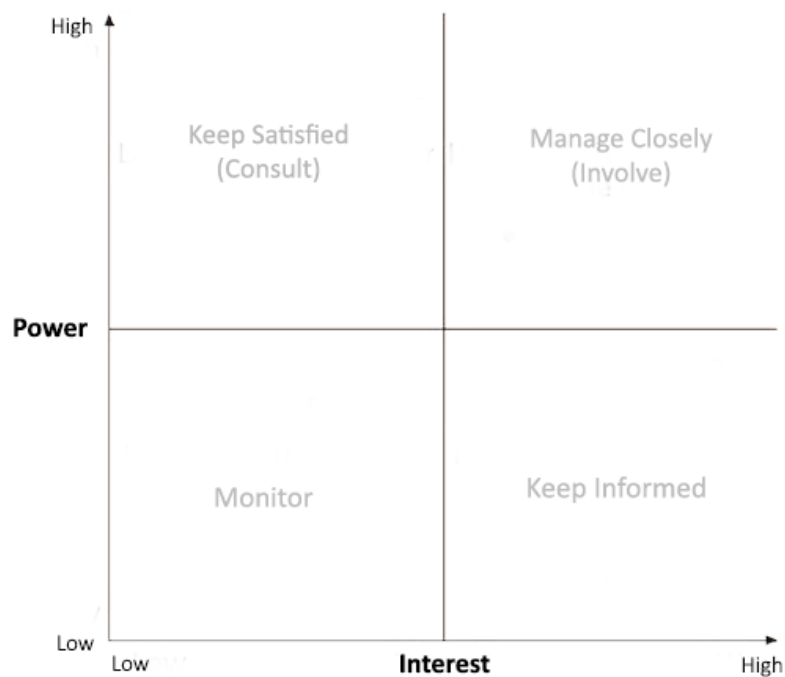 High
Keep Satisfied
(Consult)
Manage Closely
(Involve)
Power
Monitor
Keep Informed
Low
Low
Interest
High